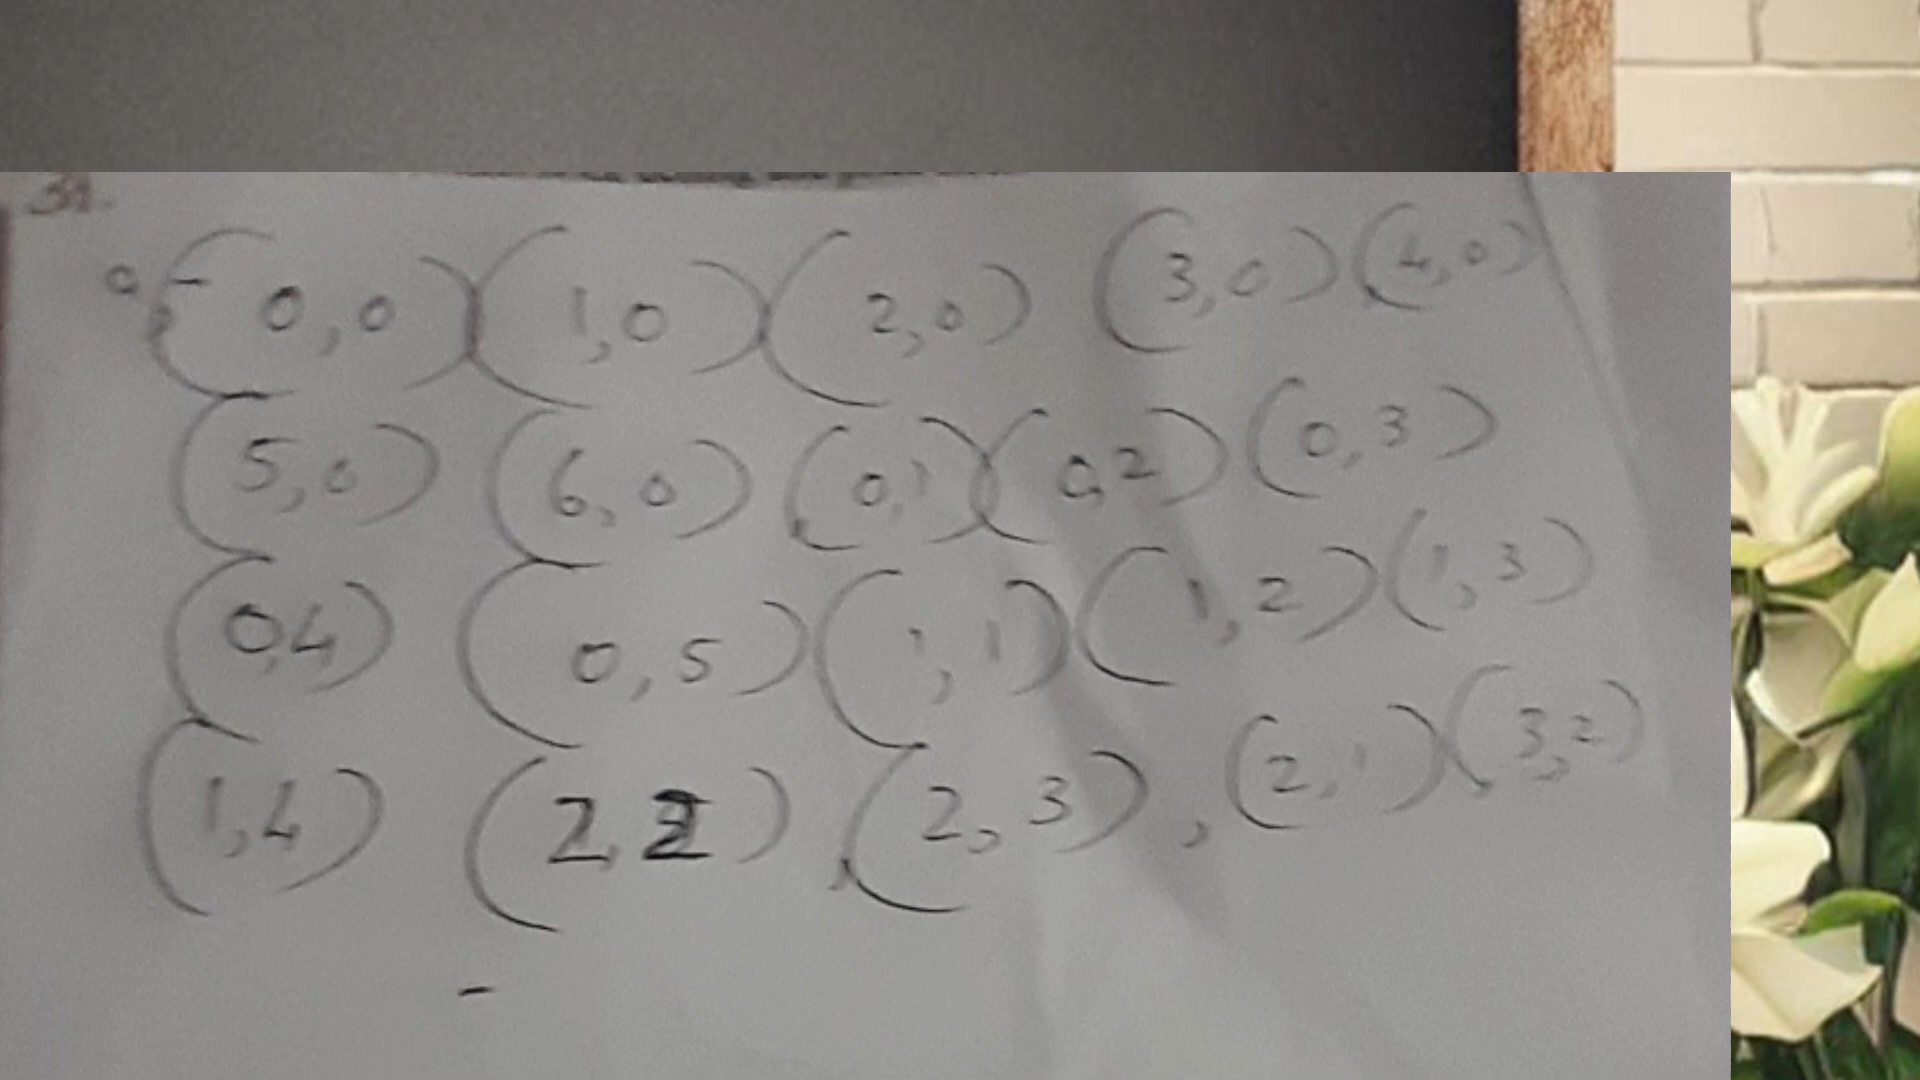 39.
a, (0,0) (1,0) (2,0) (3,0) (4,0)
(5,0) (6,0) (0,1) (0,2) (0,3)
(0,4) (0,5) (1,1) (1,2) (1,3)
(1,4) (2,2) (2,3), (2,1) (3,2)
-